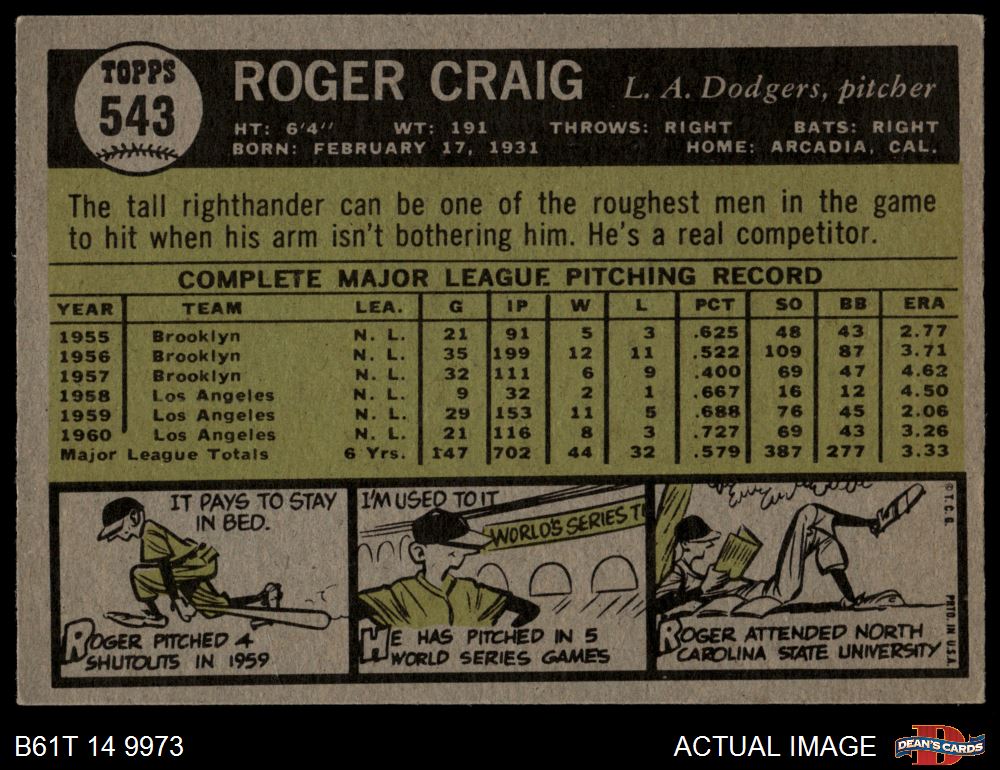 TOPPS
543
ROGER CRAIG L. A. Dodgers, pitcher
HT: 6'4" WT: 191 THROWS: RIGHT BATS: RIGHT
BORN: FEBRUARY 17, 1931 HOME: ARCADIA, CAL.
The tall righthander can be one of the roughest men in the game
to hit when his arm isn't bothering him. He's a real competitor.
COMPLETE MAJOR LEAGUE PITCHING RECORD
YEAR TEAM LEA. G IP W L PCT SO BB ERA
1955 Brooklyn N. L. 21 91 5 3 .625 48 43 2.77
1956 Brooklyn N. L. 35 199 12 11 .522 109 87 3.71
1957 Brooklyn N. L. 32 111 6 9 .400 69 47 4.62
1958 Los Angeles N. L. 9 32 2 1 .667 16 12 4.50
1959 Los Angeles N. L. 29 153 11 5 .688 76 45 2.06
1960 Los Angeles N. L. 21 116 8 3 .727 69 43 3.26
Major League Totals 6 Yrs. 147 702 44 32 .579 387 277 3.33
IT PAYS TO STAY
IN BED.
ROGER PITCHED 4
SHUTOUTS IN 1959
I'M USED TO IT
WORLD'S SERIES T
HE HAS PITCHED IN 5
WORLD SERIES GAMES
ROGER ATTENDED NORTH
CAROLINA STATE UNIVERSITY
© T. C. G.
PRTD. IN U.S.A.
B61T 14 9973
ACTUAL IMAGE
D
DEAN'S CARDS